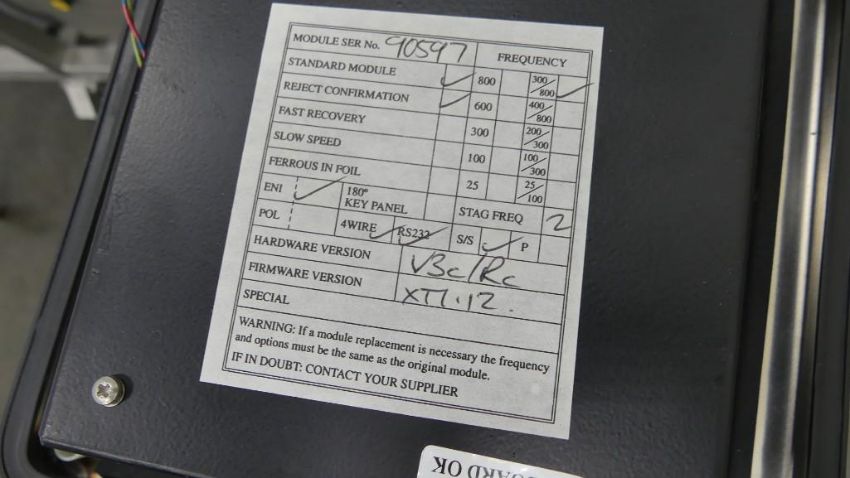 MODULE SER No. 90597 FREQUENCY
STANDARD MODULE ✓ 800 300/800 ✓
REJECT CONFIRMATION ✓ 600 400/800
FAST RECOVERY 300 200/300
SLOW SPEED 100 100/300
FERROUS IN FOIL 25 25/100
ENI ✓ 180° KEY PANEL STAG FREQ 2
POL 4WIRE ✓ RS232 ✓ S/S ✓ P
HARDWARE VERSION V3c/Rc
FIRMWARE VERSION XT1.12.
SPECIAL
WARNING: If a module replacement is necessary the frequency
and options must be the same as the original module.
IF IN DOUBT: CONTACT YOUR SUPPLIER
OK